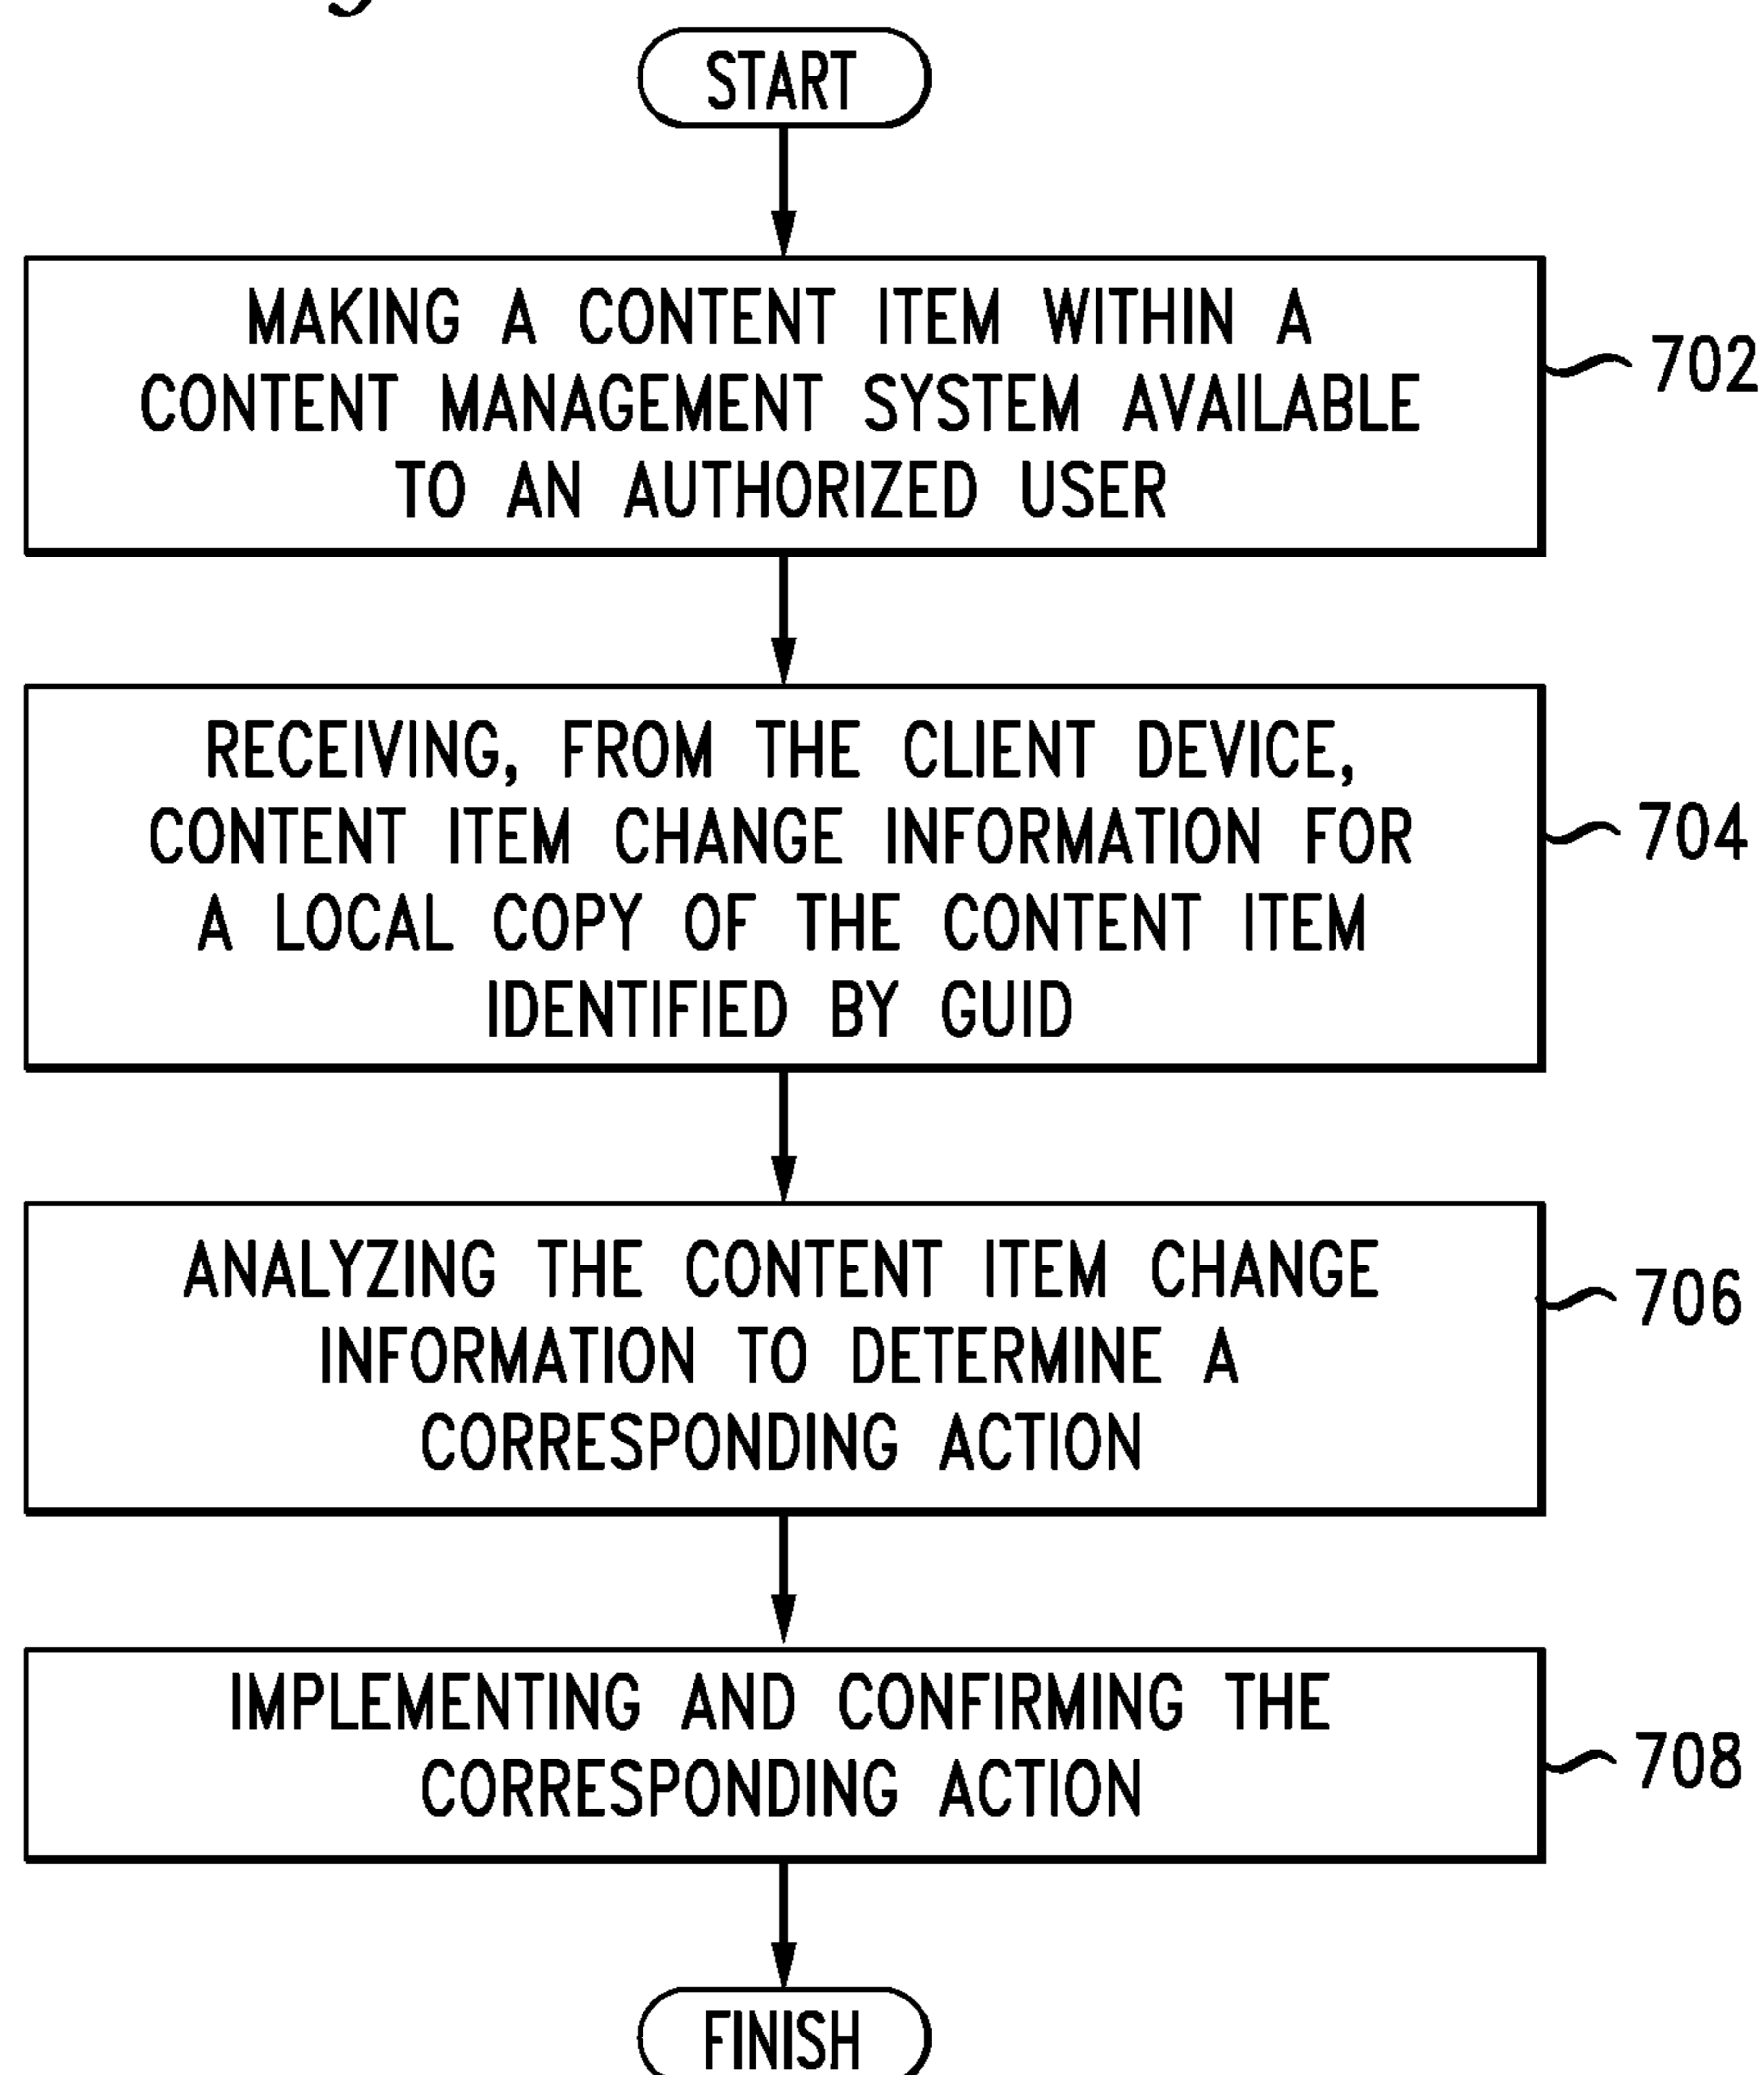 START
MAKING A CONTENT ITEM WITHIN A
CONTENT MANAGEMENT SYSTEM AVAILABLE
TO AN AUTHORIZED USER
702
RECEIVING, FROM THE CLIENT DEVICE,
CONTENT ITEM CHANGE INFORMATION FOR
A LOCAL COPY OF THE CONTENT ITEM
IDENTIFIED BY GUID
704
ANALYZING THE CONTENT ITEM CHANGE
INFORMATION TO DETERMINE A
CORRESPONDING ACTION
706
IMPLEMENTING AND CONFIRMING THE
CORRESPONDING ACTION
708
FINISH